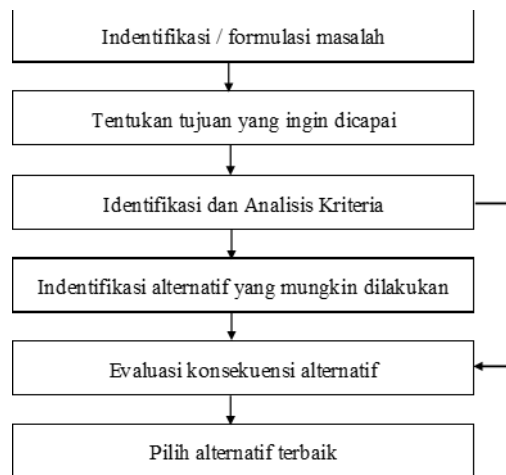 Indentifikasi / formulasi masalah
Tentukan tujuan yang ingin dicapai
Identifikasi dan Analisis Kriteria
Indentifikasi alternatif yang mungkin dilakukan
Evaluasi konsekuensi alternatif
Pilih alternatif terbaik